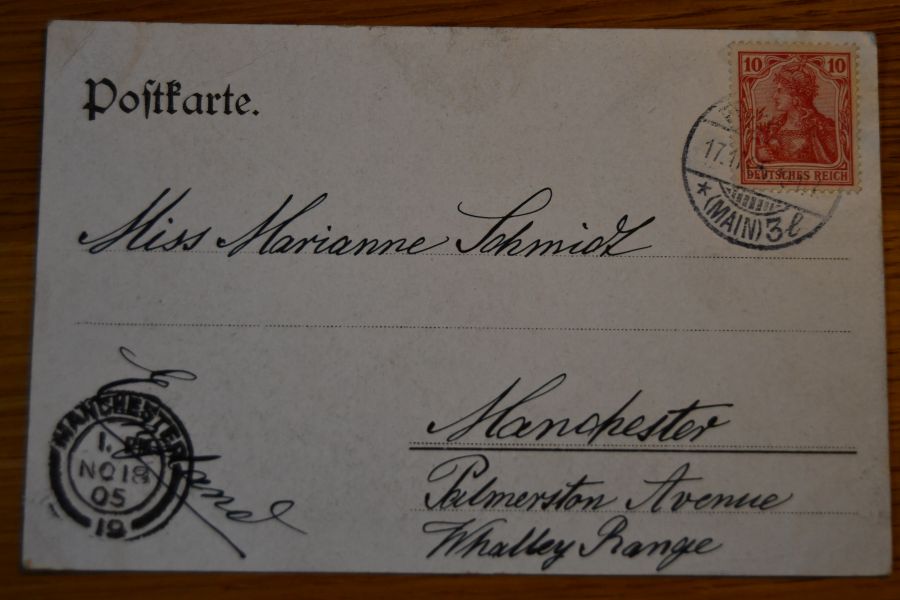 Postkarte.
10 10
DEUTSCHES REICH
17.1
* (MAIN) 3 l
Miss Marianne Schmidt
Manchester
Palmerston Avenue
Whalley Range
MANCHESTER
1.
NO 18
05
19